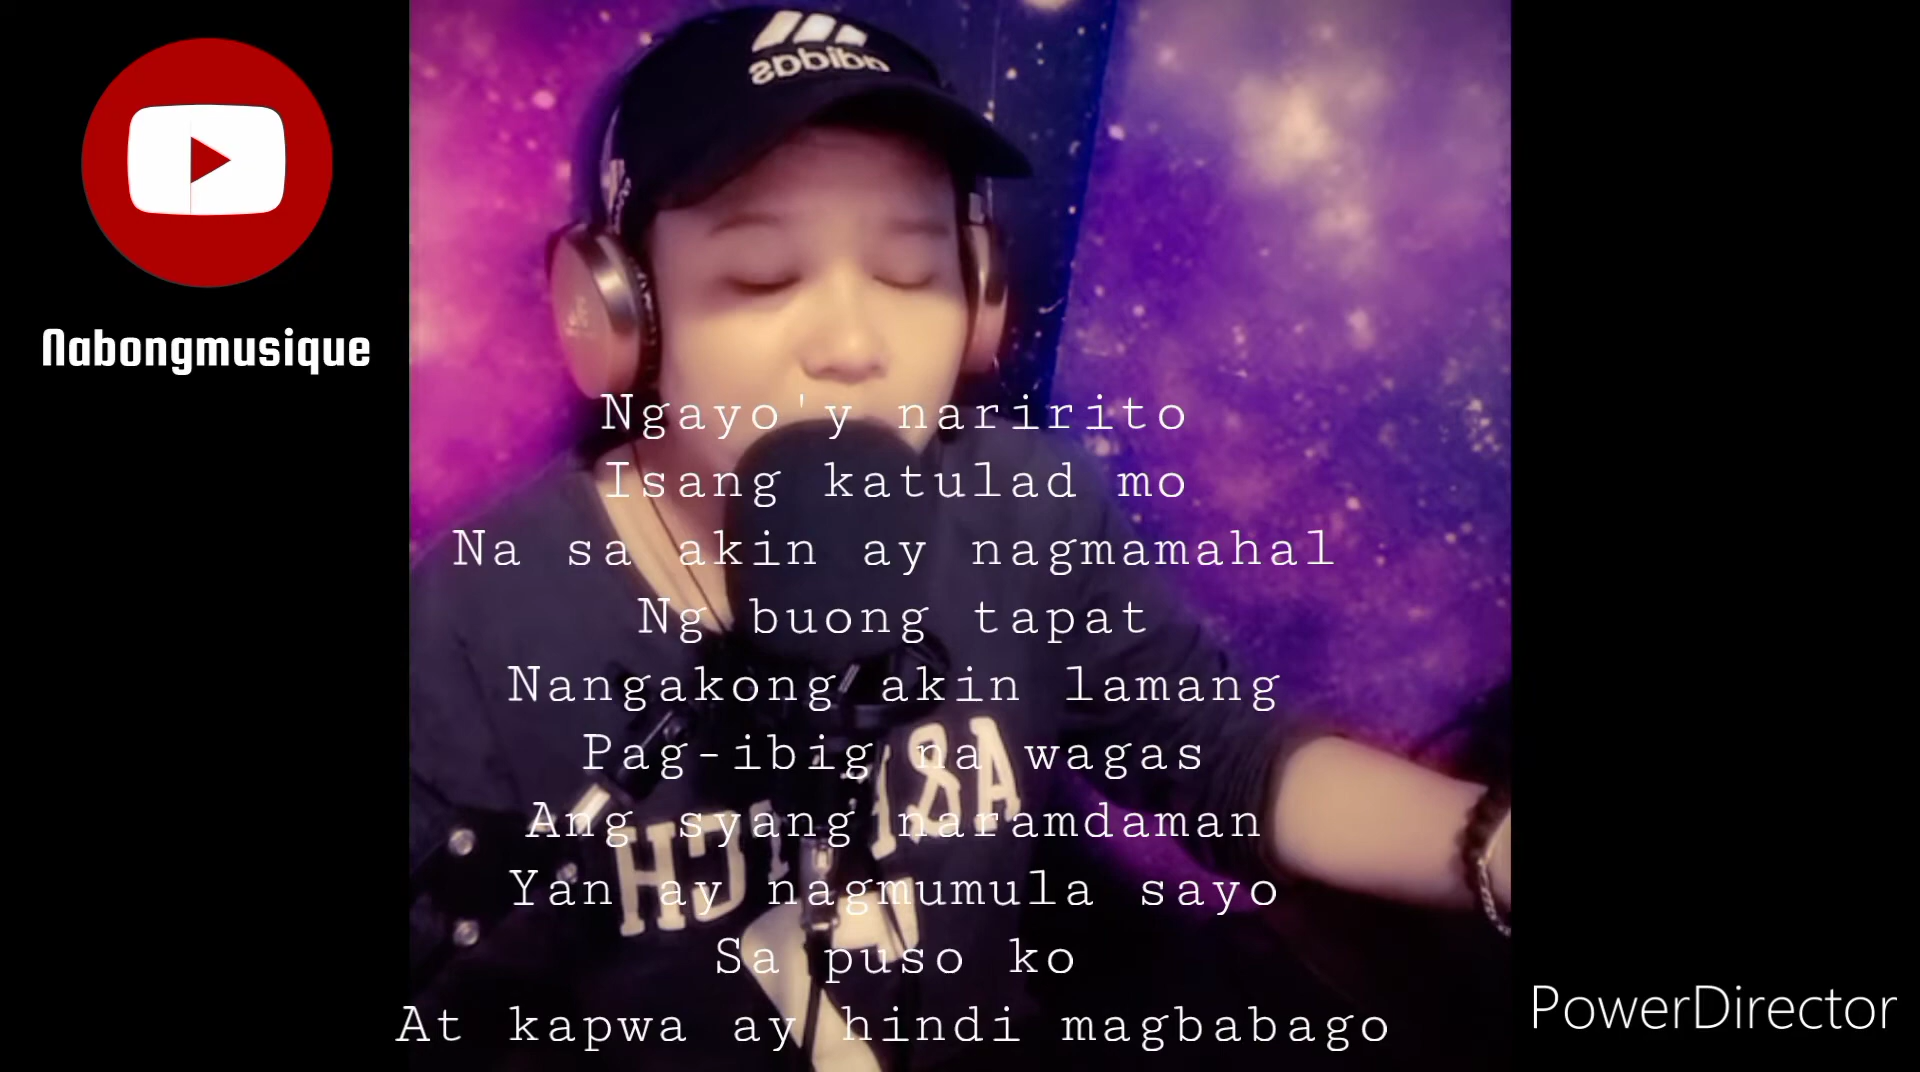 adidas
Nabongmusique
Ngayo'y naririto
Isang katulad mo
Na sa akin ay nagmamahal
Ng buong tapat
Nangakong akin lamang
Pag-ibig na wagas
Ang syang naramdaman
Yan ay nagmumula sayo
Sa puso ko
At kapwa ay hindi magbabago
PowerDirector